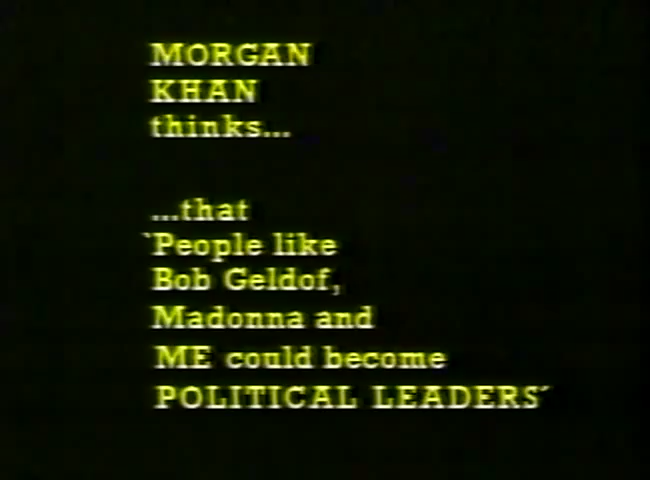 MORGAN
KHAN
thinks...
...that
`People like
Bob Geldof,
Madonna and
ME could become
POLITICAL LEADERS´